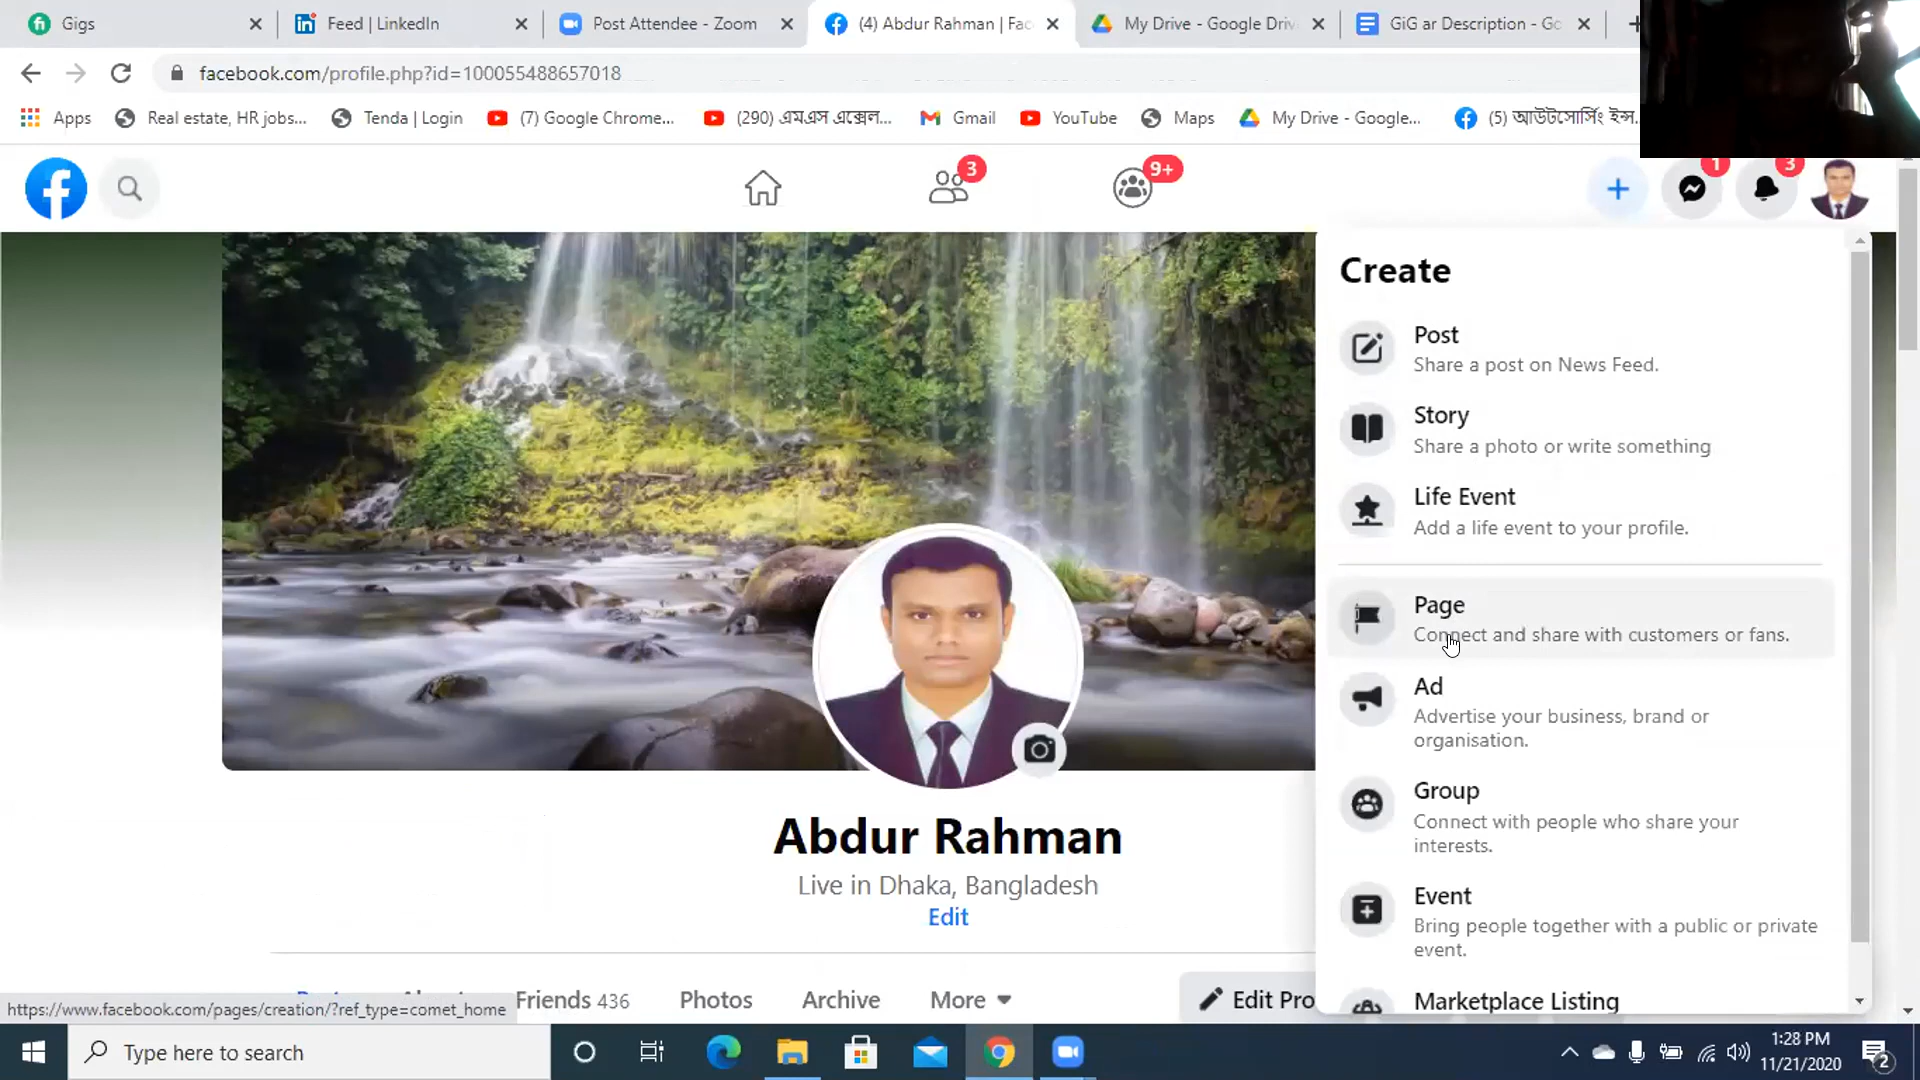 Gigs
Feed | LinkedIn
Post Attendee - Zoom
(4) Abdur Rahman | Fac
My Drive - Google Driv
GiG ar Description - Go
facebook.com/profile.php?id=100055488657018
Apps
Real estate, HR jobs...
Tenda | Login
(7) Google Chrome...
(290) এমএস এক্সেল...
Gmail
YouTube
Maps
My Drive - Google...
(5) আউটসোর্সিং ইন্স.
3
9+
1
3
Create
Post
Share a post on News Feed.
Story
Share a photo or write something
Life Event
Add a life event to your profile.
Page
Connect and share with customers or fans.
Ad
Advertise your business, brand or
organisation.
Group
Connect with people who share your
interests.
Event
Bring people together with a public or private
event.
Marketplace Listing
Abdur Rahman
Live in Dhaka, Bangladesh
Edit
Friends 436
Photos
Archive
More
Edit Pro
https://www.facebook.com/pages/creation/?ref_type=comet_home
Type here to search
1:28 PM
11/21/2020
2